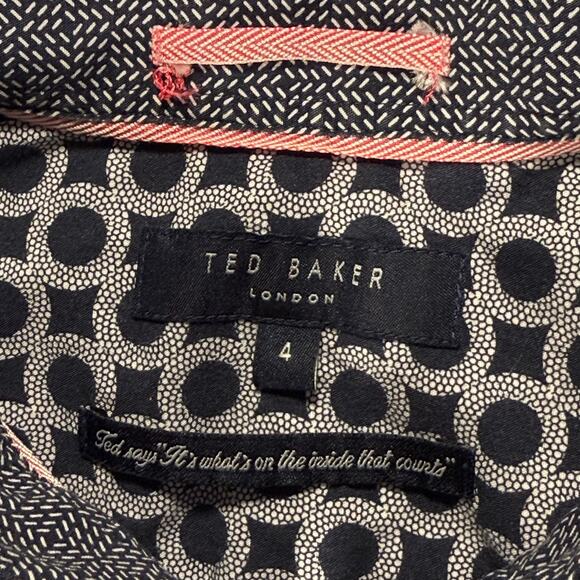 TED BAKER
LONDON
4
Ted says "It's what's on the inside that counts"